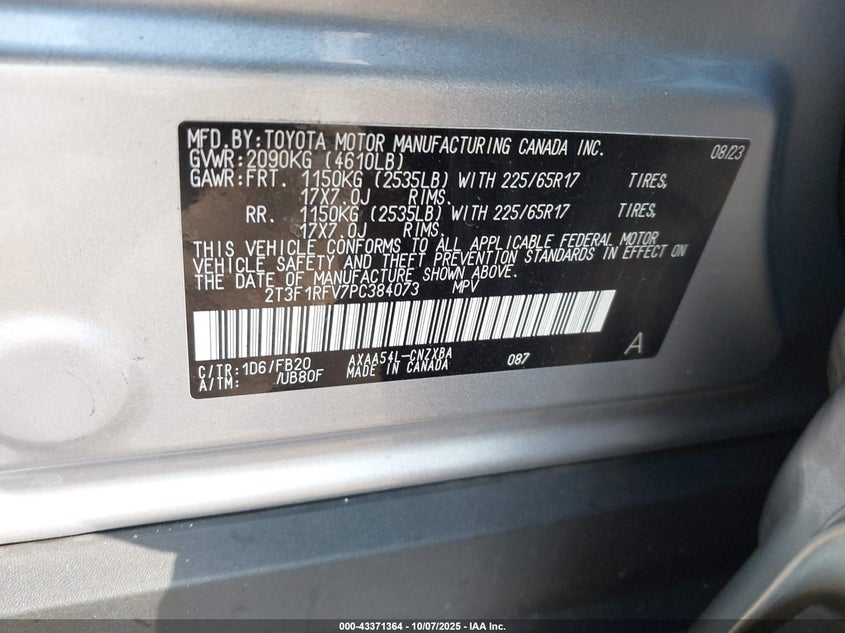 MFD.BY:TOYOTA MOTOR MANUFACTURING CANADA INC. 08/23
GVWR:2090KG (4610LB)
GAWR:FRT. 1150KG (2535LB) WITH 225/65R17 TIRES,
17X7.0J RIMS.
RR. 1150KG (2535LB) WITH 225/65R17 TIRES,
17X7.0J RIMS.
THIS VEHICLE CONFORMS TO ALL APPLICABLE FEDERAL MOTOR
VEHICLE SAFETY AND THEFT PREVENTION STANDARDS IN EFFECT ON
THE DATE OF MANUFACTURE SHOWN ABOVE.
2T3F1RFV7PC384073 MPV
C/TR:1D6/FB20 AXAA54L-CNZXBA 087 A
A/TM: /UB80F MADE IN CANADA
000-43371364 | 10/07/2025 | IAA Inc.